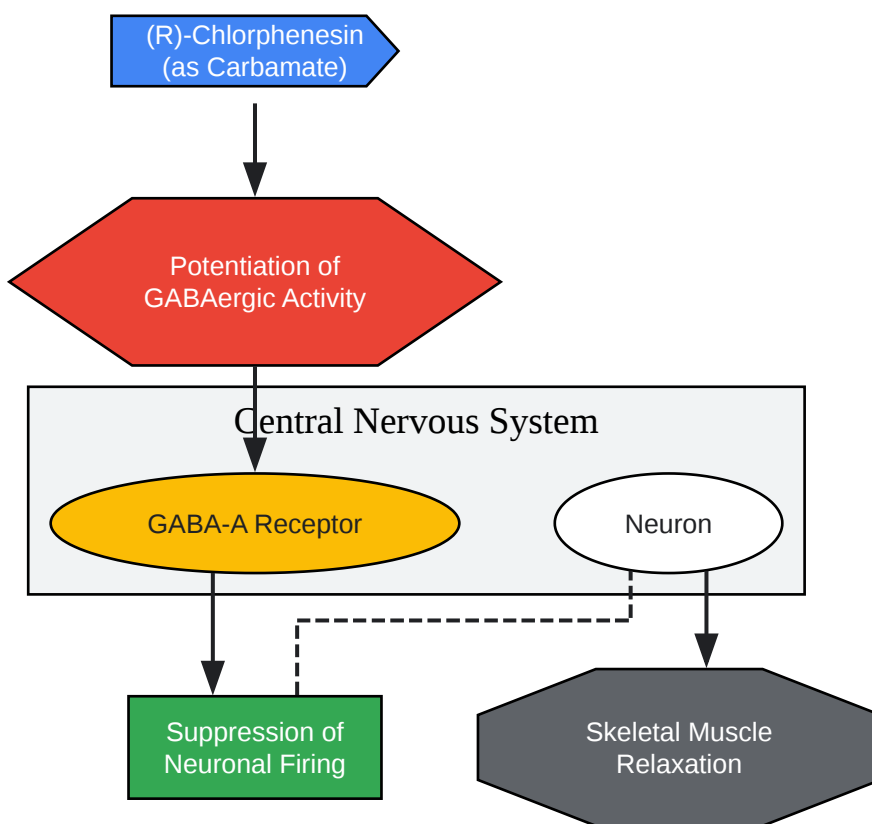 (R)-Chlorphenesin
(as Carbamate)
Potentiation of
GABAergic Activity
Central Nervous System
GABA-A Receptor
Neuron
Suppression of
Neuronal Firing
Skeletal Muscle
Relaxation